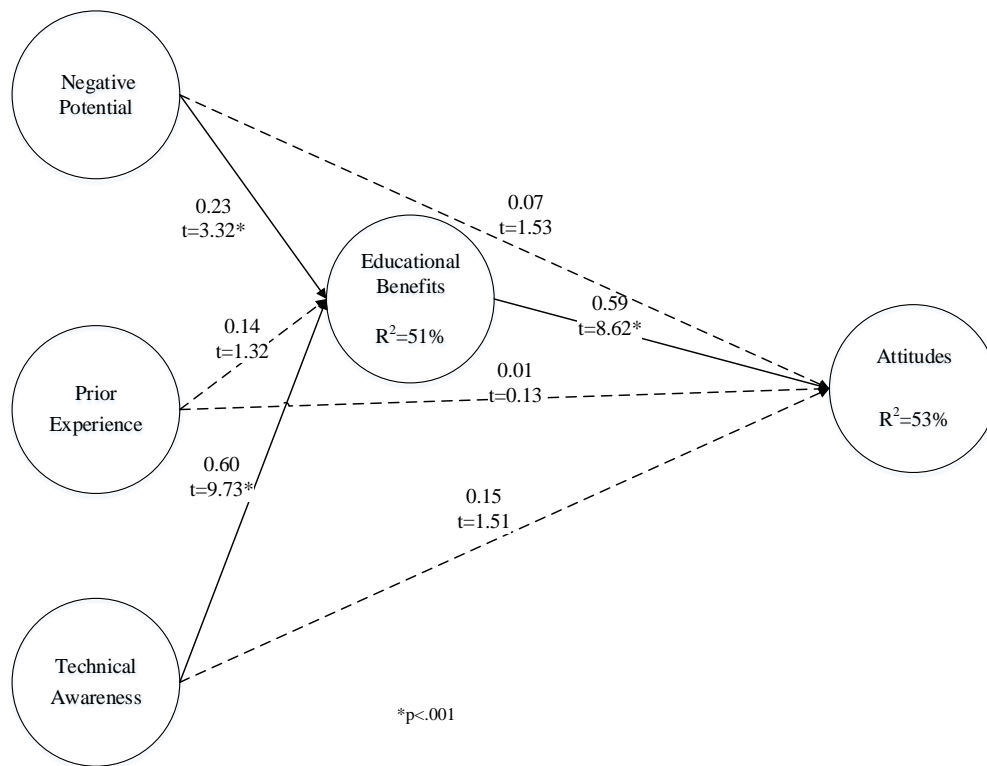 Negative
Potential
0.23
t=3.32*
0.07
t=1.53
Educational
Benefits
R²=51%
0.59
t=8.62*
0.14
t=1.32
0.01
t=0.13
Attitudes
R²=53%
Prior
Experience
0.60
t=9.73*
0.15
t=1.51
Technical
Awareness
*p<.001